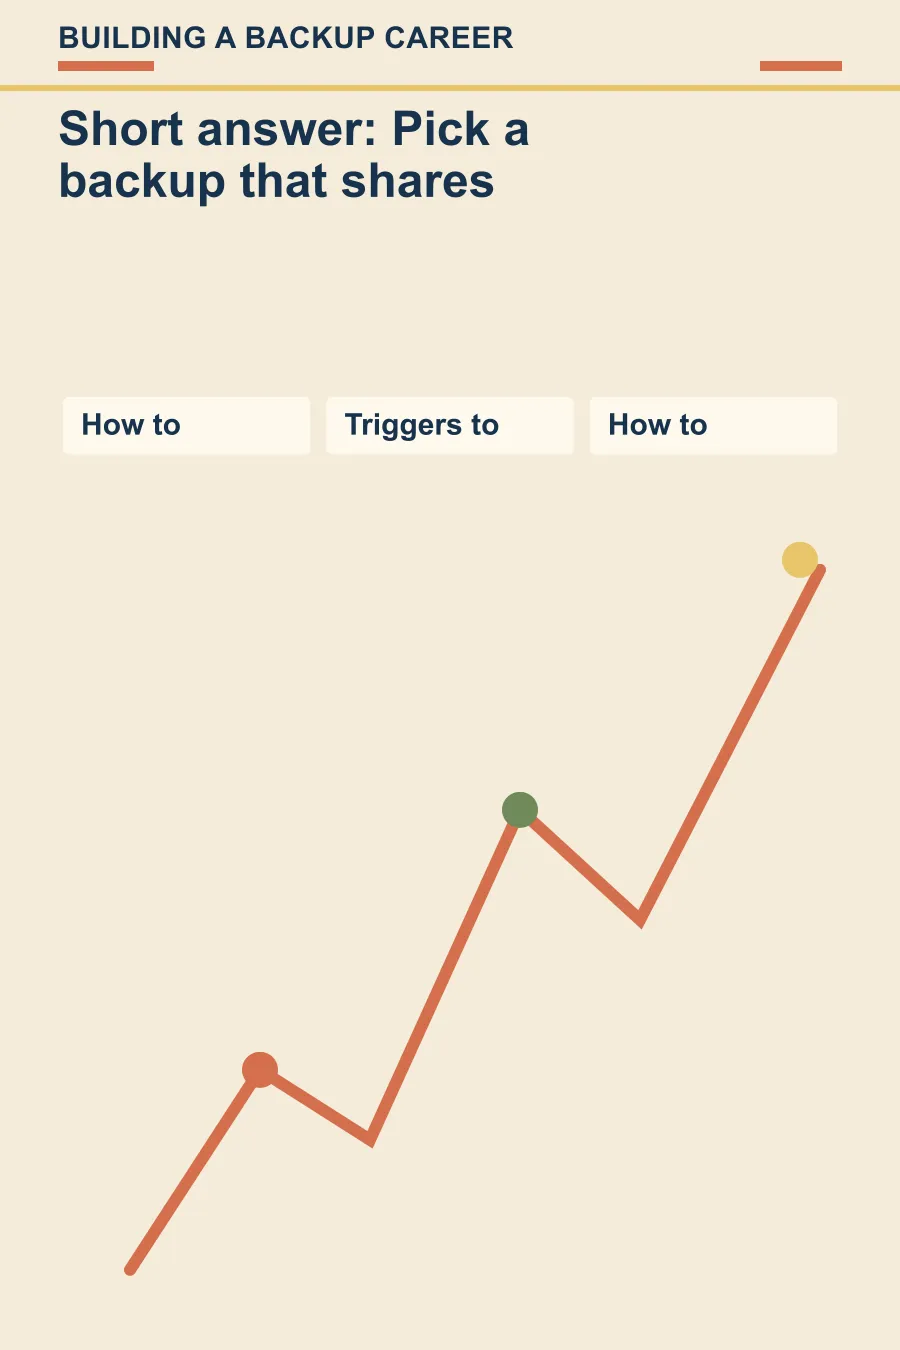 BUILDING A BACKUP CAREER
Short answer: Pick a
backup that shares
How to
Triggers to
How to